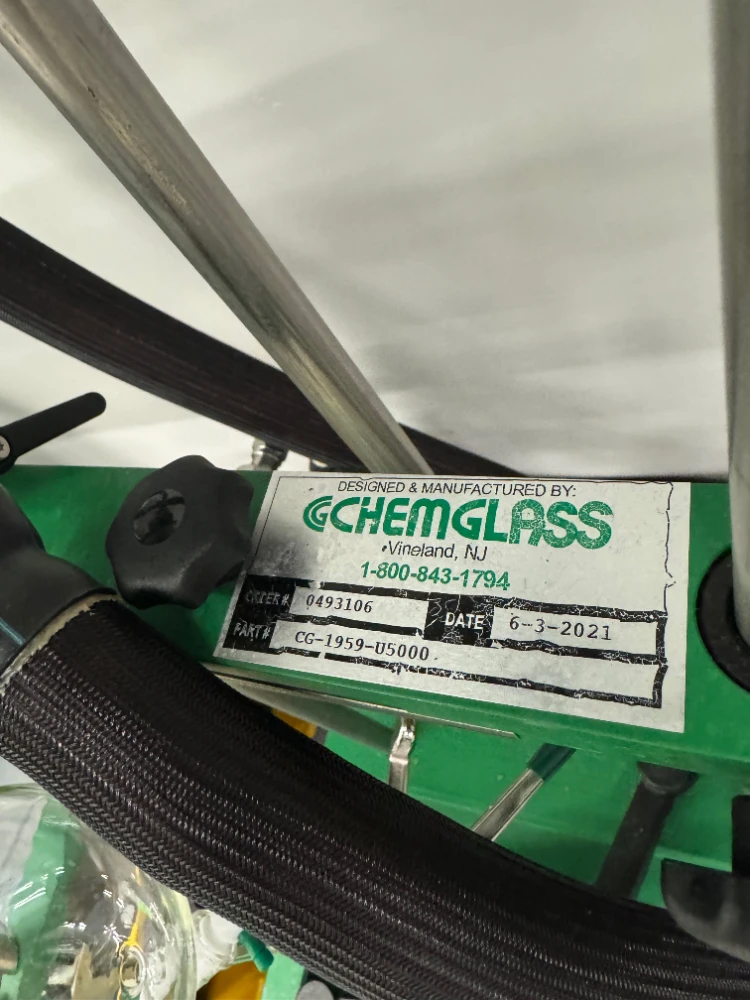 DESIGNED & MANUFACTURED BY:
CG CHEMGLASS
•Vineland, NJ
1-800-843-1794
ORDER# 0493106 DATE 6-3-2021
PART# CG-1959-U5000